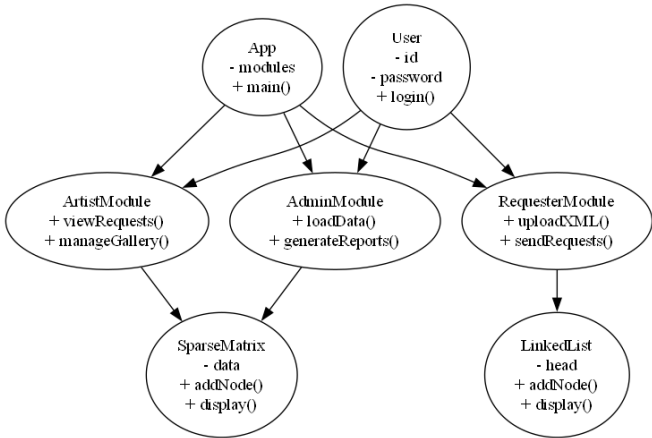 App
- modules
+ main()
User
- id
- password
+ login()
ArtistModule
+ viewRequests()
+ manageGallery()
AdminModule
+ loadData()
+ generateReports()
RequesterModule
+ uploadXML()
+ sendRequests()
SparseMatrix
- data
+ addNode()
+ display()
LinkedList
- head
+ addNode()
+ display()